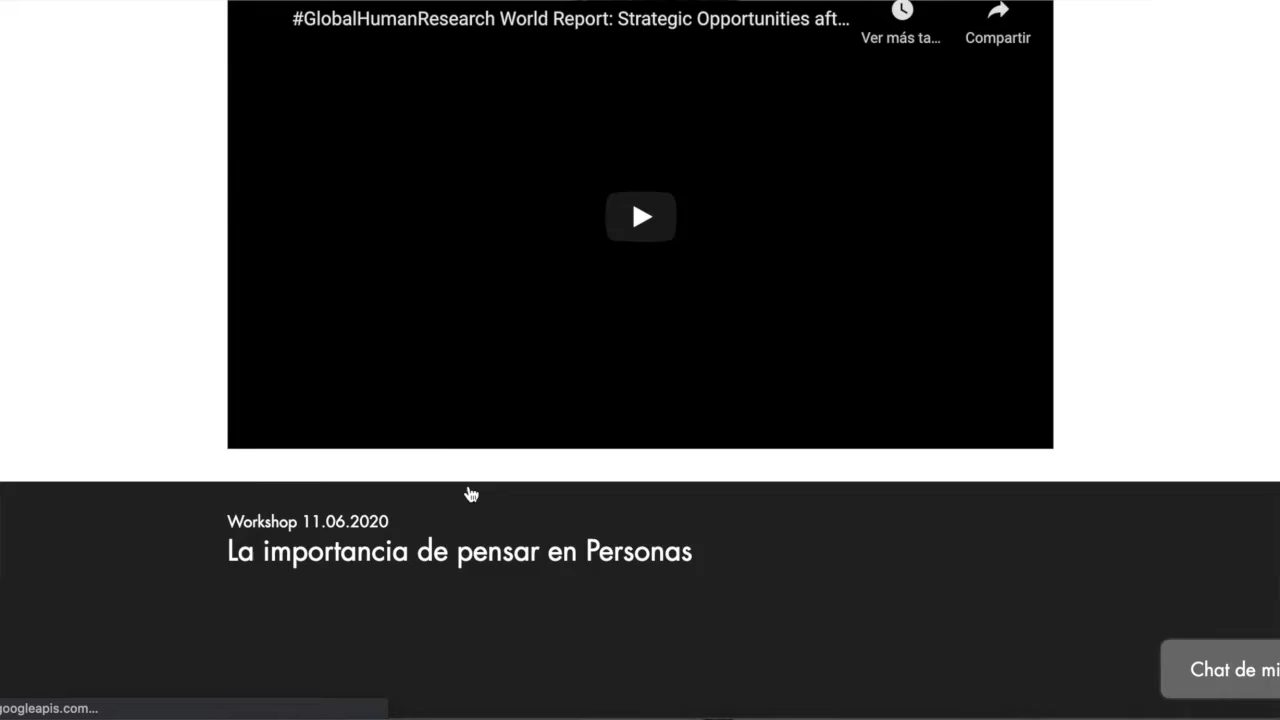 #GlobalHumanResearch World Report: Strategic Opportunities aft...
Ver más ta...
Compartir
Workshop 11.06.2020
La importancia de pensar en Personas
Chat de mi
googleapis.com...